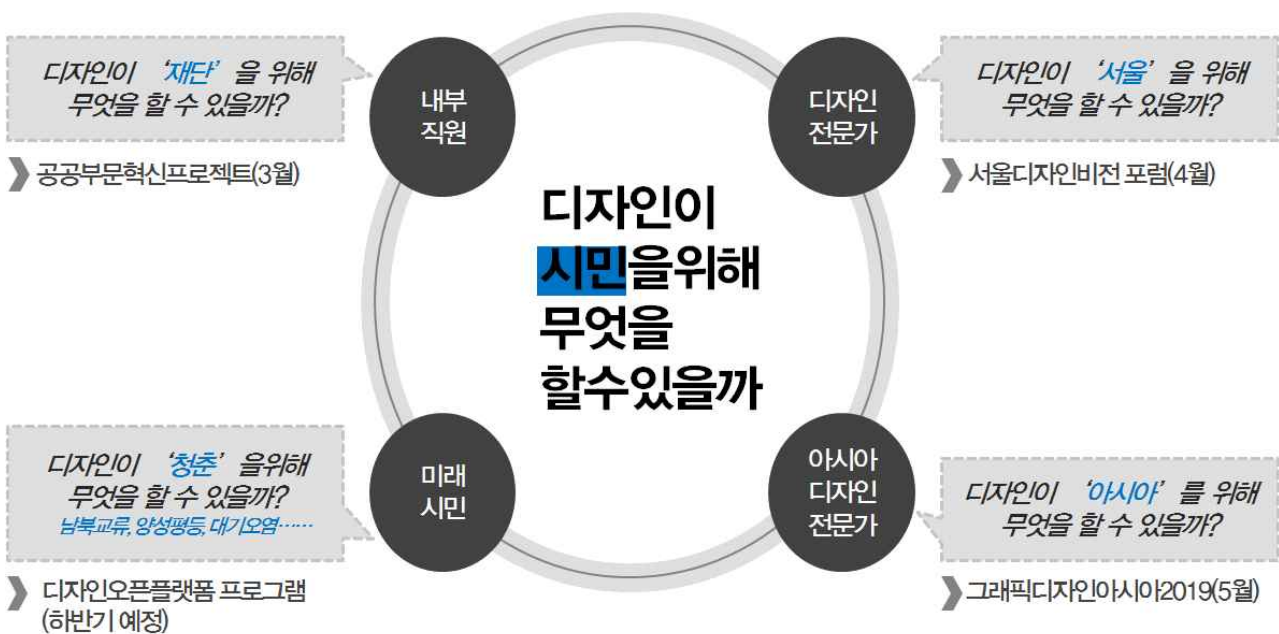 디자인이 ‘재단’ 을 위해
무엇을 할 수 있을까?
공공부문혁신프로젝트(3월)
내부
직원
디자인
전문가
디자인이 ‘서울’ 을 위해
무엇을 할 수 있을까?
서울디자인비전 포럼(4월)
디자인이
시민을위해
무엇을
할수있을까
디자인이 ‘청춘’ 을위해
무엇을 할 수 있을까?
남북교류, 양성평등, 대기오염……
디자인오픈플랫폼 프로그램
(하반기 예정)
미래
시민
아시아
디자인
전문가
디자인이 ‘아시아’ 를 위해
무엇을 할 수 있을까?
그래픽디자인아시아2019(5월)